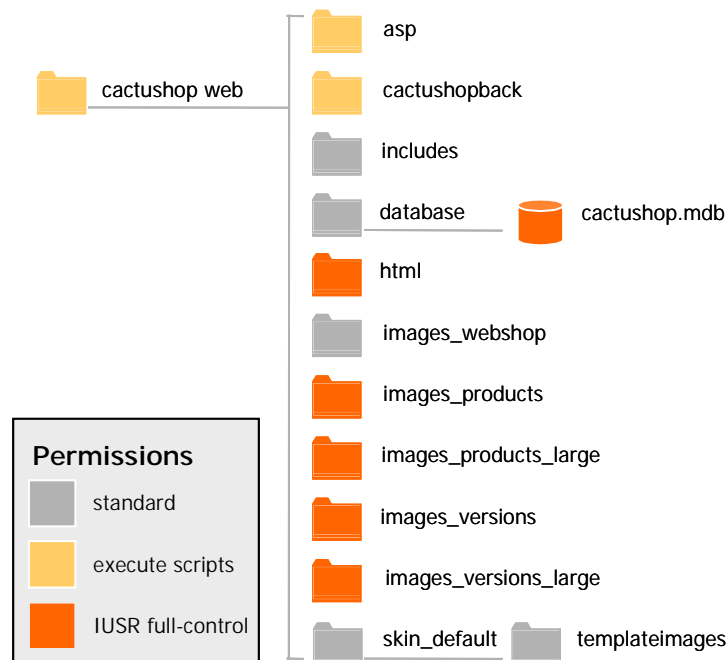 asp
cactushop web
cactushopback
includes
database
cactushop.mdb
html
images_webshop
images_products
images_products_large
images_versions
images_versions_large
skin_default
templateimages
Permissions
standard
execute scripts
IUSR full-control